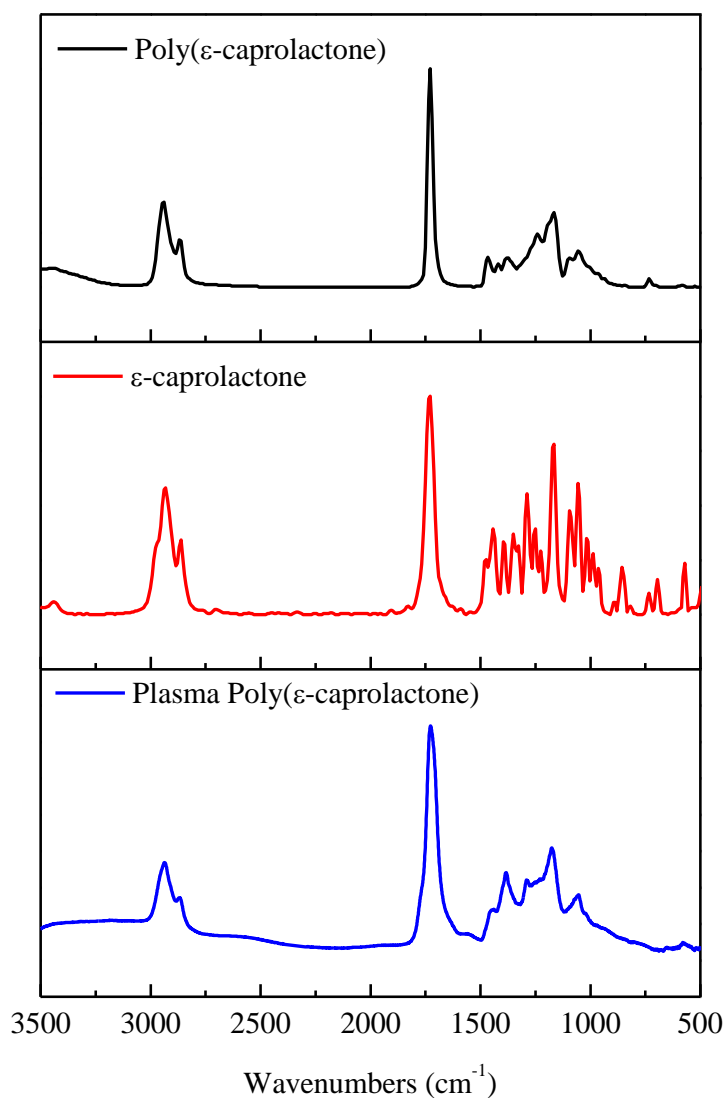 Poly(ε-caprolactone)
ε-caprolactone
Plasma Poly(ε-caprolactone)
3500 3000 2500 2000 1500 1000 500
Wavenumbers (cm⁻¹)